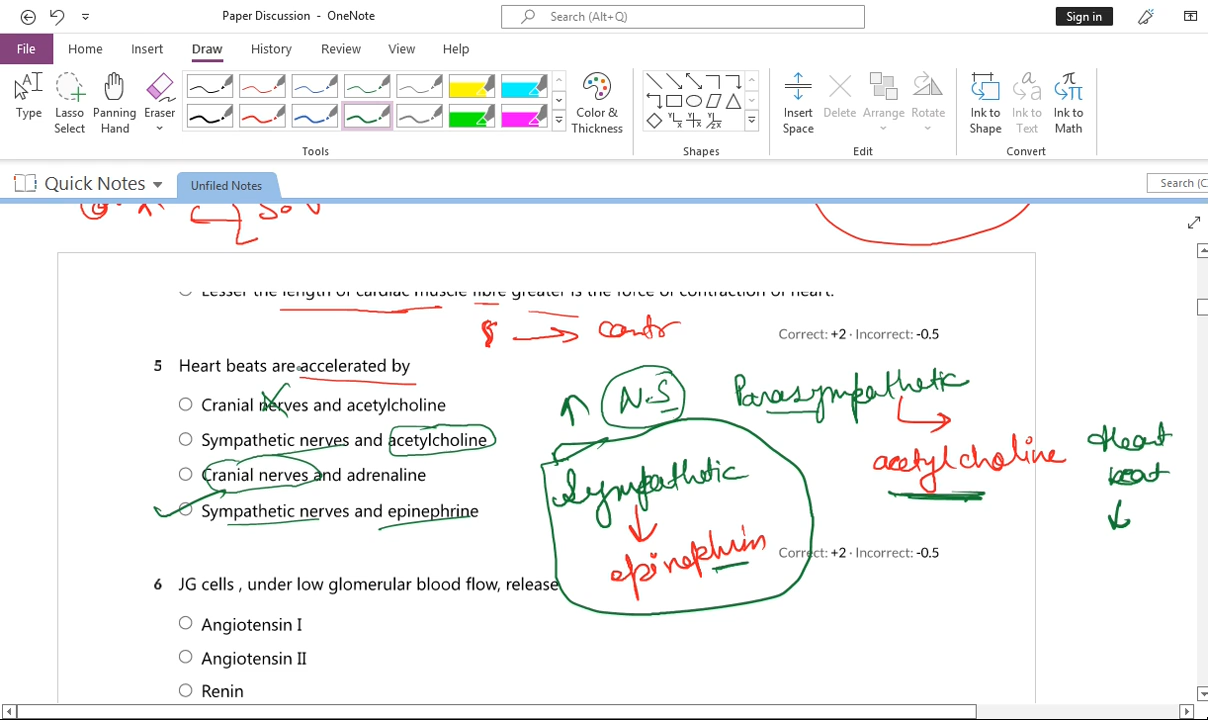 Paper Discussion - OneNote
Search (Alt+Q)
Sign in
File Home Insert Draw History Review View Help
Type Lasso Select Panning Hand Eraser Color & Thickness Insert Space Delete Arrange Rotate Ink to Shape Ink to Text Ink to Math
Tools Shapes Edit Convert
Quick Notes Unfiled Notes Search (C
Lesser the length of cardiac muscle fibre greater is the force of contraction of heart.
contr
Correct: +2 · Incorrect: -0.5
5 Heart beats are accelerated by
N.S Parasympathetic
Cranial nerves and acetylcholine
Sympathetic nerves and acetylcholine
Heart
beat
acetylcholine
Cranial nerves and adrenaline
Sympathetic
Sympathetic nerves and epinephrine
epinephrin
Correct: +2 · Incorrect: -0.5
6 JG cells , under low glomerular blood flow, release
Angiotensin I
Angiotensin II
Renin